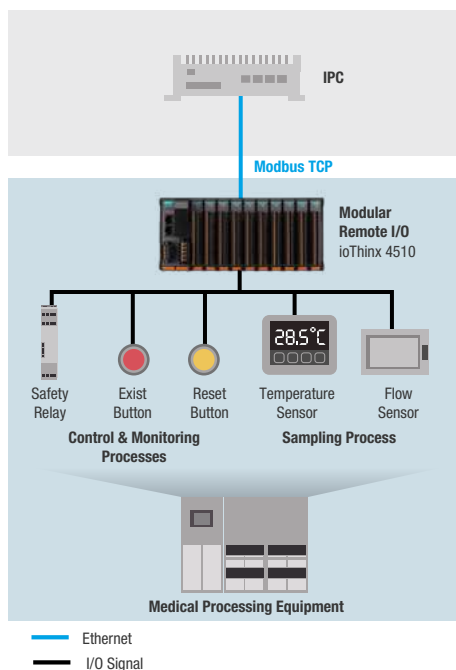 IPC
Modbus TCP
Modular
Remote I/O
ioThinx 4510
28.5°C
Safety
Relay
Exist
Button
Reset
Button
Temperature
Sensor
Flow
Sensor
Control & Monitoring
Processes
Sampling Process
Medical Processing Equipment
Ethernet
I/O Signal